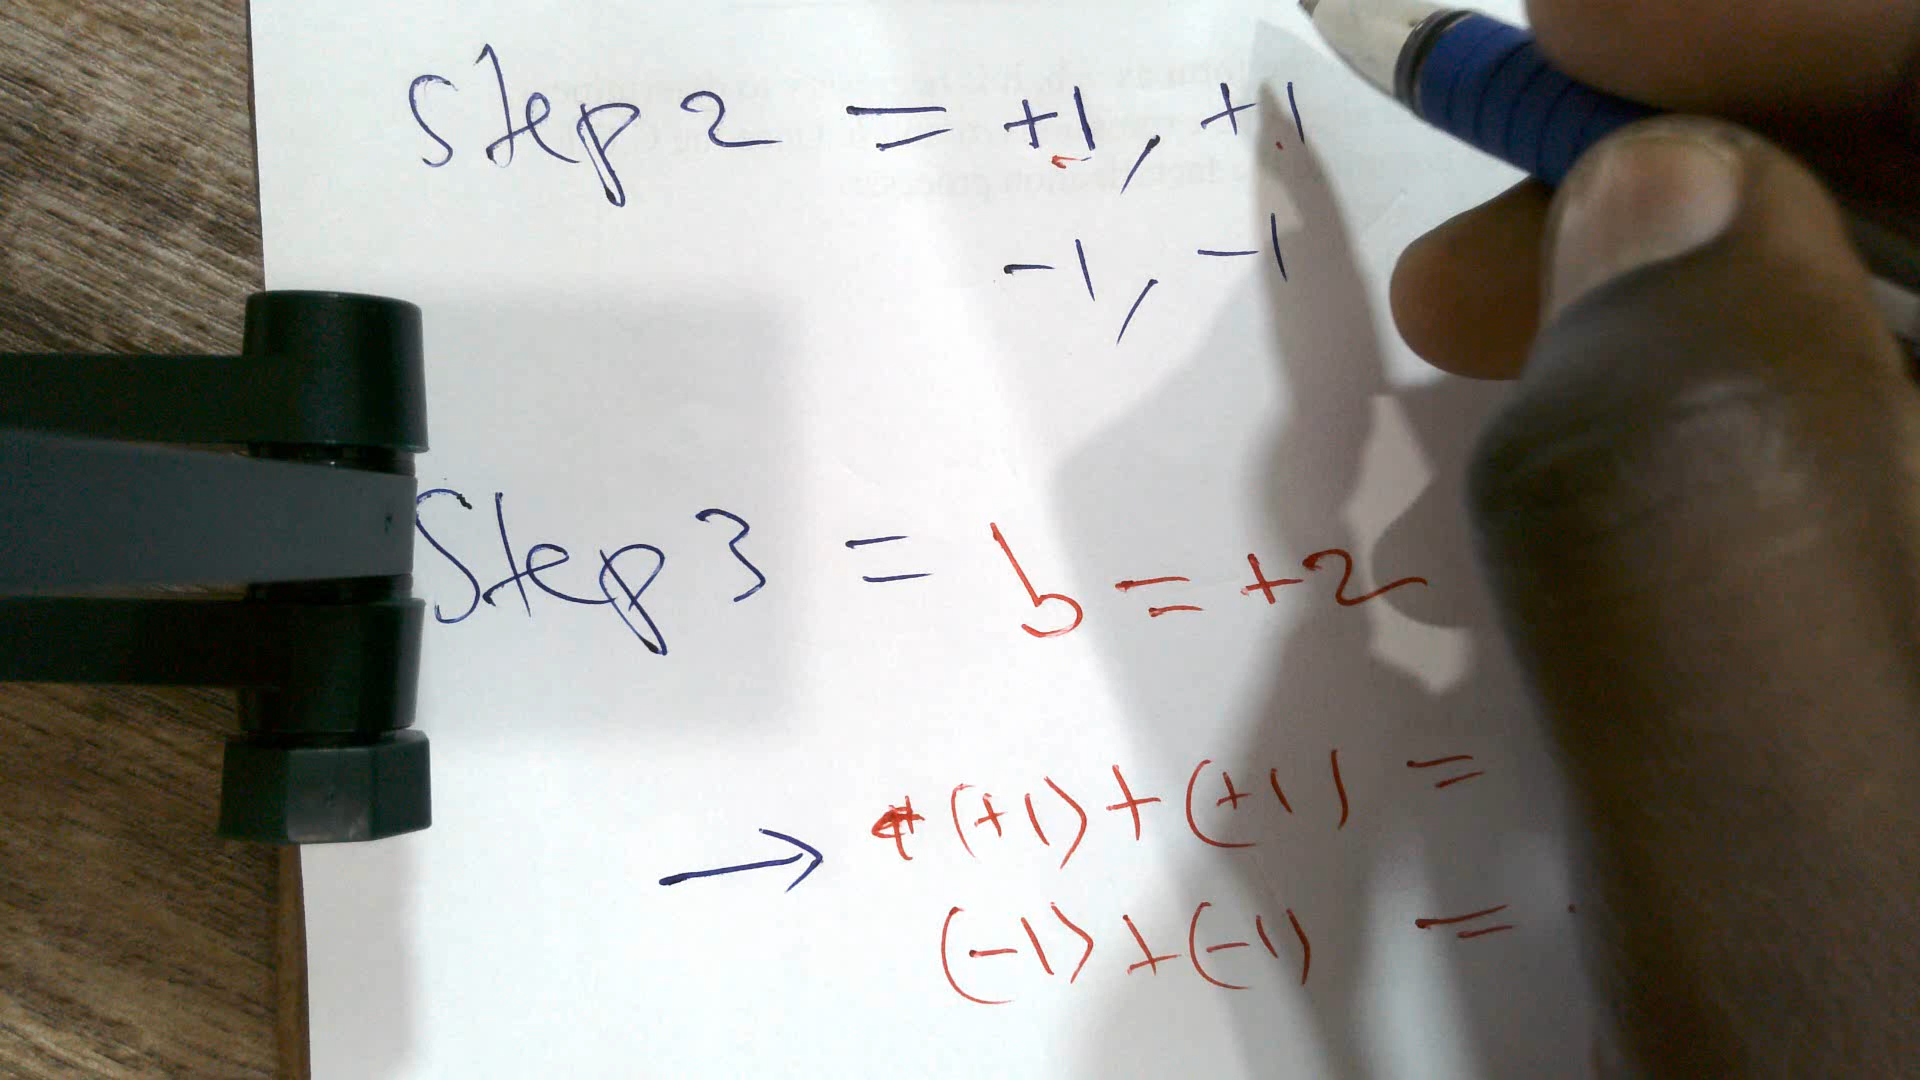 Step 2 = +1, +1
-1, -1
Step 3 = b = +2
→ (+1) + (+1) =
(-1) + (-1) =